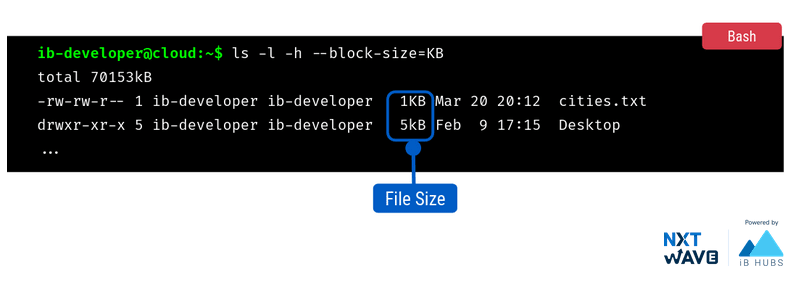 Bash
ib-developer@cloud:~$ ls -l -h --block-size=KB
total 70153kB
-rw-rw-r-- 1 ib-developer ib-developer 1KB Mar 20 20:12 cities.txt
drwxr-xr-x 5 ib-developer ib-developer 5kB Feb 9 17:15 Desktop
...
File Size
Powered by
NXT
WAVE
iB HUBS